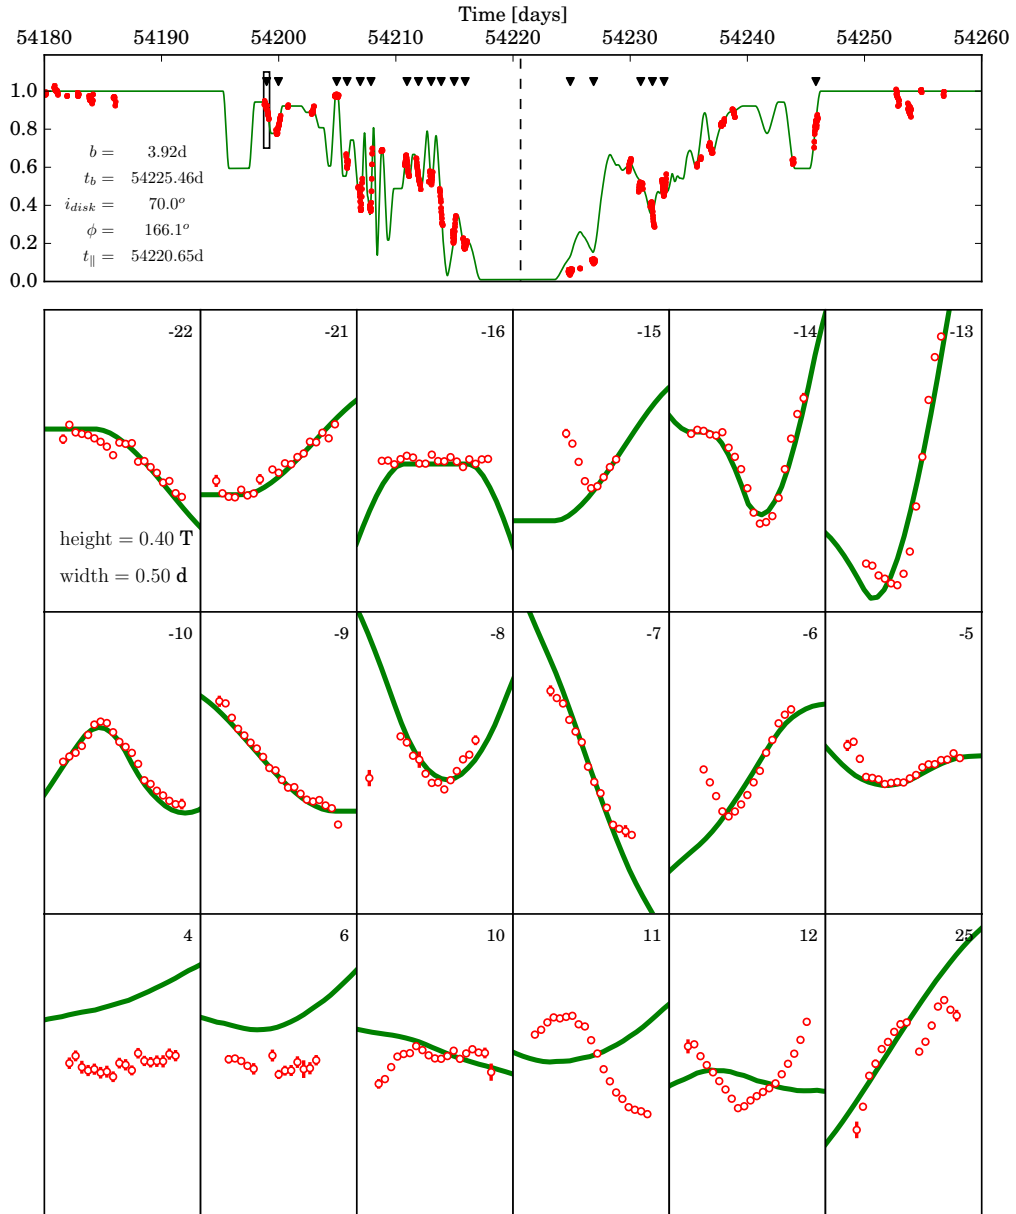 Time [days]
54180 54190 54200 54210 54220 54230 54240 54250 54260
1.0
0.8
0.6
0.4
0.2
0.0
b = 3.92d
t_b = 54225.46d
i_disk = 70.0°
ϕ = 166.1°
t_∥ = 54220.65d
-22 -21 -16 -15 -14 -13
height = 0.40 T
width = 0.50 d
-10 -9 -8 -7 -6 -5
4 6 10 11 12 25